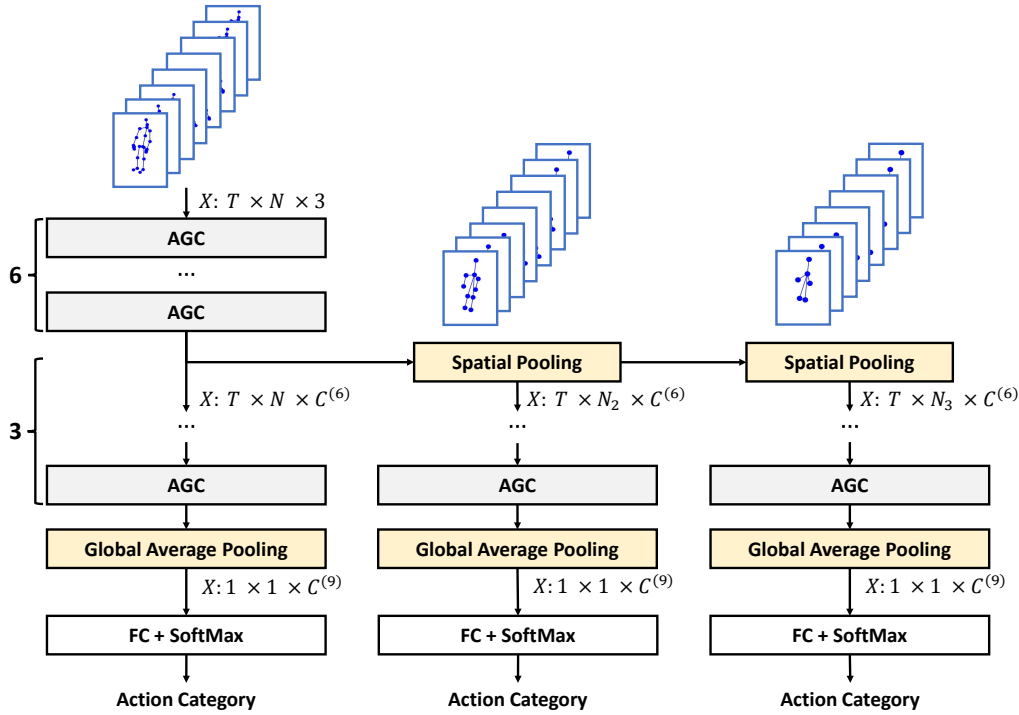 X: T × N × 3
6
AGC
...
AGC
Spatial Pooling
Spatial Pooling
X: T × N × C^(6)
X: T × N_2 × C^(6)
X: T × N_3 × C^(6)
3
...
...
...
AGC
AGC
AGC
Global Average Pooling
Global Average Pooling
Global Average Pooling
X: 1 × 1 × C^(9)
X: 1 × 1 × C^(9)
X: 1 × 1 × C^(9)
FC + SoftMax
FC + SoftMax
FC + SoftMax
Action Category
Action Category
Action Category